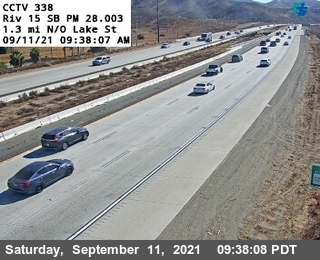 CCTV 338
Riv 15 SB PM 28.003
1.3 mi N/O Lake St
09/11/21 09:38:07 AM
Saturday, September 11, 2021 09:38:08 PDT